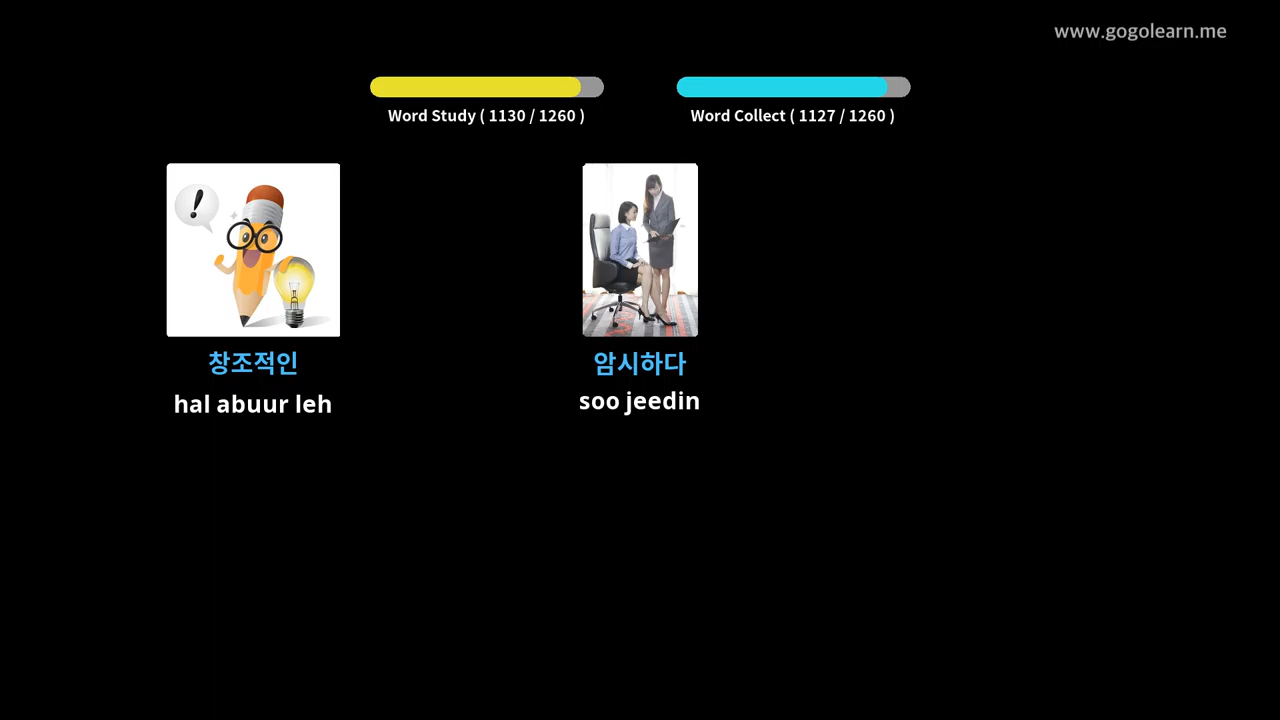 www.gogolearn.me
Word Study ( 1130 / 1260 )
Word Collect ( 1127 / 1260 )
!
창조적인
hal abuur leh
암시하다
soo jeedin